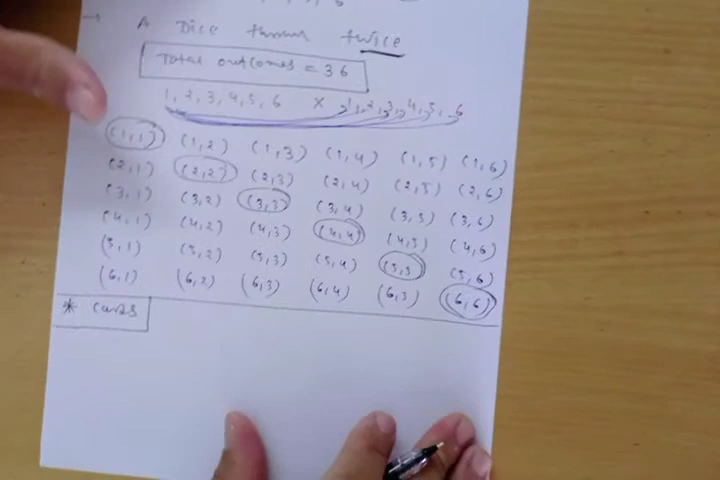 → A Dice thrown twice
Total outcomes = 36
1, 2, 3, 4, 5, 6 x 1, 2, 3, 4, 5, 6
(1,1) (1,2) (1,3) (1,4) (1,5) (1,6)
(2,1) (2,2) (2,3) (2,4) (2,5) (2,6)
(3,1) (3,2) (3,3) (3,4) (3,5) (3,6)
(4,1) (4,2) (4,3) (4,4) (4,5) (4,6)
(5,1) (5,2) (5,3) (5,4) (5,5) (5,6)
(6,1) (6,2) (6,3) (6,4) (6,5) (6,6)
* Cards